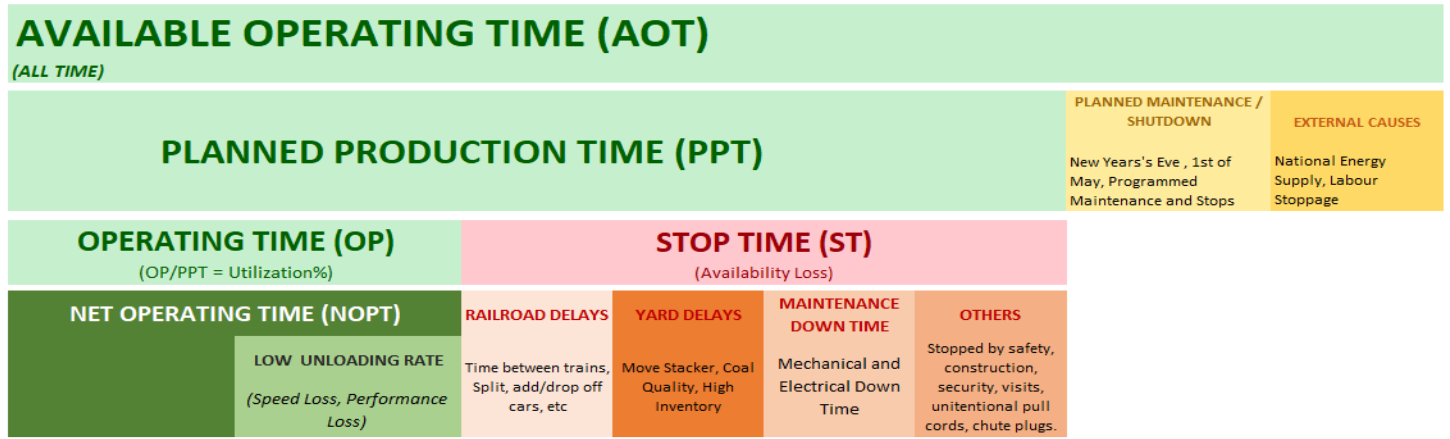 AVAILABLE OPERATING TIME (AOT)
(ALL TIME)
PLANNED PRODUCTION TIME (PPT)
PLANNED MAINTENANCE /
SHUTDOWN
New Years's Eve , 1st of
May, Programmed
Maintenance and Stops
EXTERNAL CAUSES
National Energy
Supply, Labour
Stoppage
OPERATING TIME (OP)
(OP/PPT = Utilization%)
STOP TIME (ST)
(Availability Loss)
NET OPERATING TIME (NOPT)
LOW  UNLOADING RATE
(Speed Loss, Performance
Loss)
RAILROAD DELAYS
Time between trains,
Split, add/drop off
cars, etc
YARD DELAYS
Move Stacker, Coal
Quality, High
Inventory
MAINTENANCE
DOWN TIME
Mechanical and
Electrical Down
Time
OTHERS
Stopped by safety,
construction,
security, visits,
unitentional pull
cords, chute plugs.